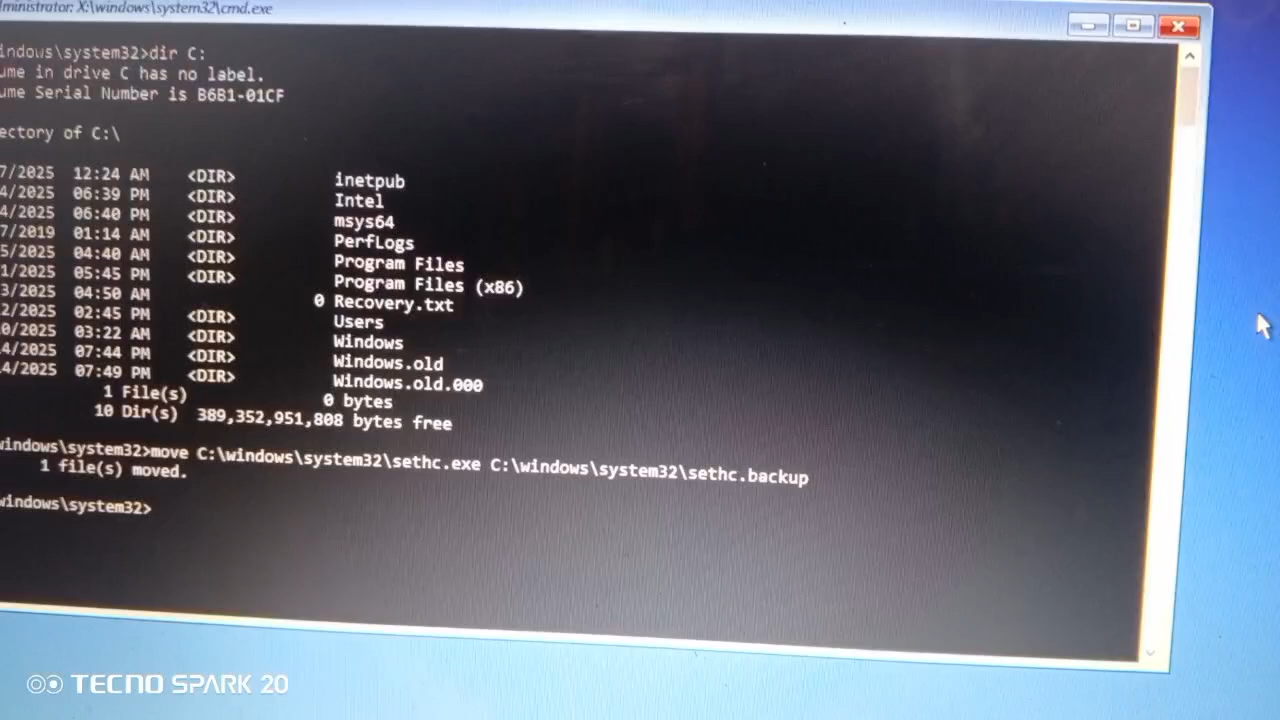 ministrator: X:\windows\system32\cmd.exe
indows\system32>dir C:
ume in drive C has no label.
ume Serial Number is B6B1-01CF
ectory of C:\
7/2025 12:24 AM <DIR> inetpub
4/2025 06:39 PM <DIR> Intel
4/2025 06:40 PM <DIR> msys64
7/2019 01:14 AM <DIR> PerfLogs
5/2025 04:40 AM <DIR> Program Files
1/2025 05:45 PM <DIR> Program Files (x86)
3/2025 04:50 AM 0 Recovery.txt
2/2025 02:45 PM <DIR> Users
0/2025 03:22 AM <DIR> Windows
4/2025 07:44 PM <DIR> Windows.old
4/2025 07:49 PM <DIR> Windows.old.000
1 File(s) 0 bytes
10 Dir(s) 389,352,951,808 bytes free
windows\system32>move C:\windows\system32\sethc.exe C:\windows\system32\sethc.backup
1 file(s) moved.
windows\system32>
TECNO SPARK 20